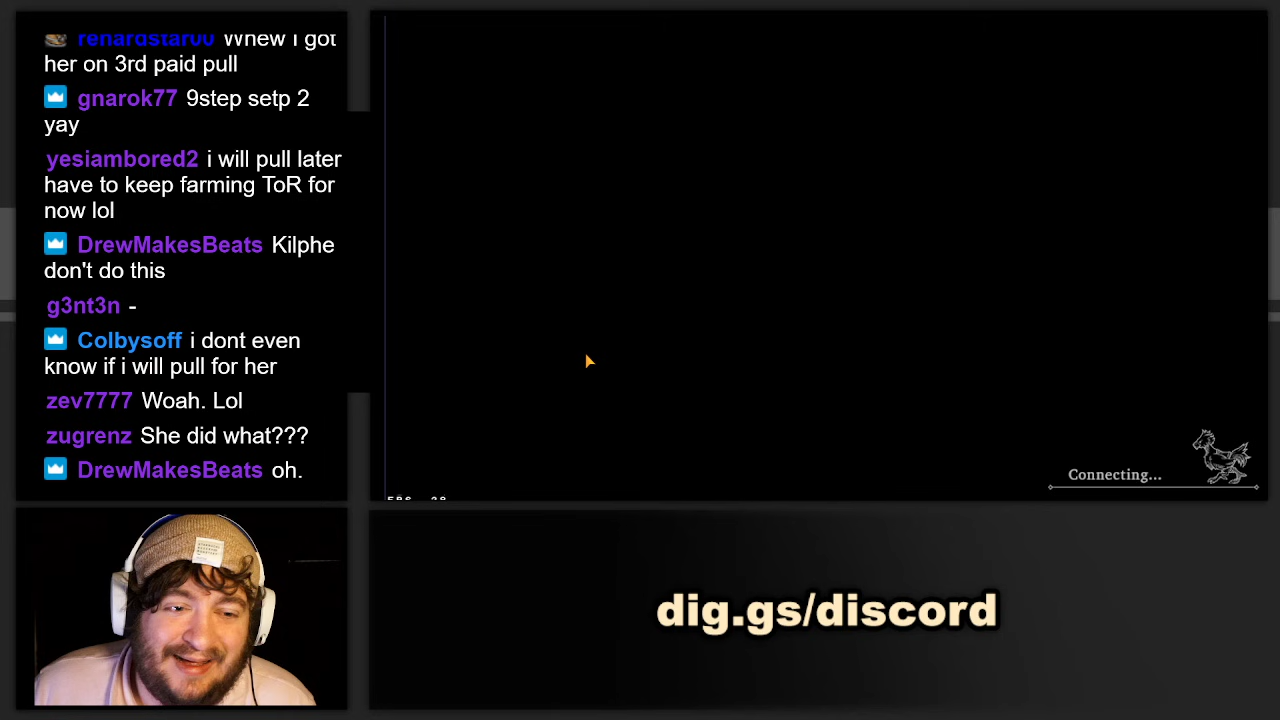 renardstar00 Whew I got
her on 3rd paid pull
gnarok77 9step setp 2
yay
yesiambored2 i will pull later
have to keep farming ToR for
now lol
DrewMakesBeats Kilphe
don't do this
g3nt3n -
Colbysoff i dont even
know if i will pull for her
zev7777 Woah. Lol
zugrenz She did what???
DrewMakesBeats oh.
Connecting...
dig.gs/discord